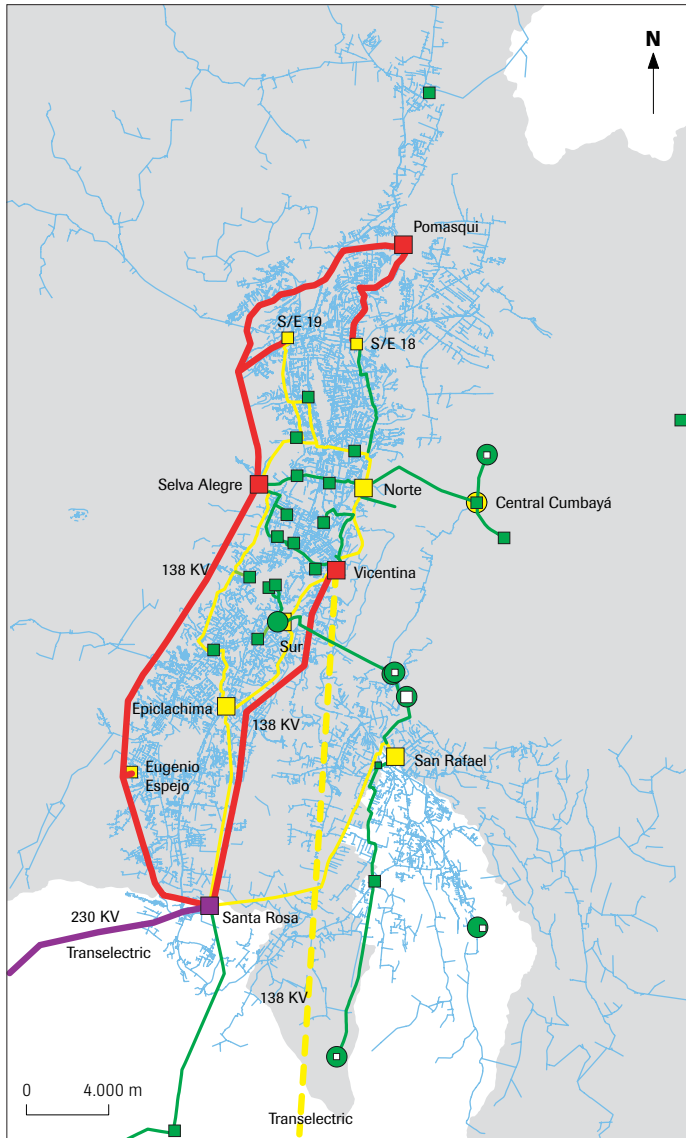 N
Pomasqui
S/E 19
S/E 18
Selva Alegre
Norte
Central Cumbayá
138 KV
Vicentina
Sur
Epiclachima
138 KV
San Rafael
Eugenio
Espejo
230 KV
Santa Rosa
Transelectric
138 KV
0 4.000 m
Transelectric